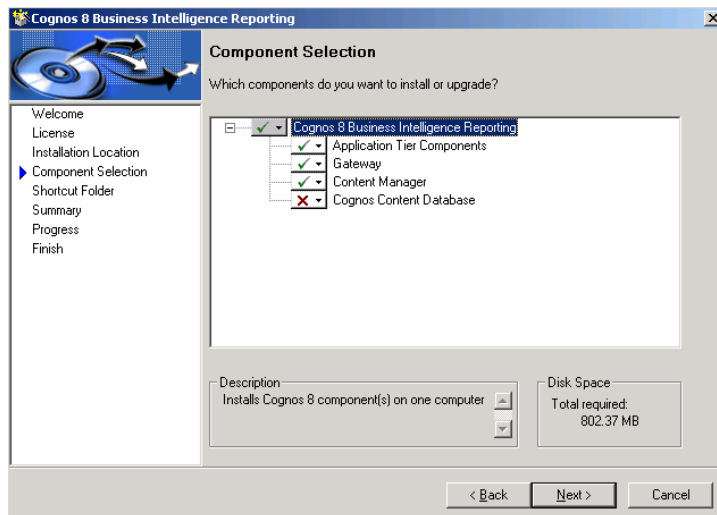 Cognos 8 Business Intelligence Reporting
Component Selection
Which components do you want to install or upgrade?
Welcome
License
Installation Location
Component Selection
Shortcut Folder
Summary
Progress
Finish
Cognos 8 Business Intelligence Reporting
Application Tier Components
Gateway
Content Manager
Cognos Content Database
Description
Installs Cognos 8 component(s) on one computer
Disk Space
Total required:
802.37 MB
< Back
Next >
Cancel